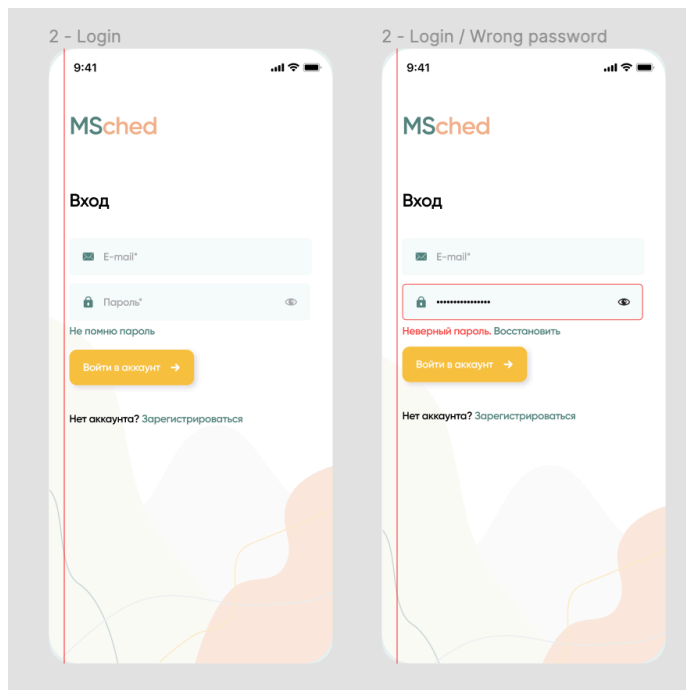 2 - Login
9:41
MSched
Вход
E-mail*
Пароль*
Не помню пароль
Войти в аккаунт
Нет аккаунта? Зарегистрироваться
2 - Login / Wrong password
9:41
MSched
Вход
E-mail*
Неверный пароль. Восстановить
Войти в аккаунт
Нет аккаунта? Зарегистрироваться